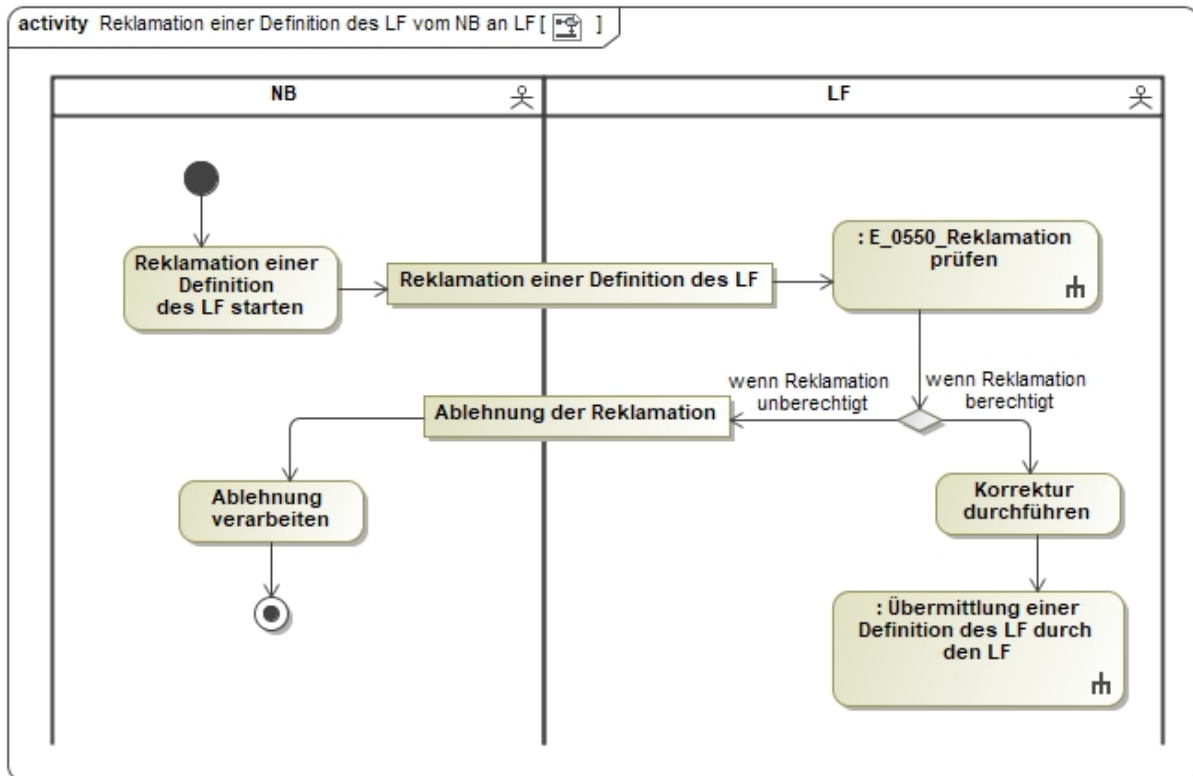 activity Reklamation einer Definition des LF vom NB an LF [ ]
NB
LF
Reklamation einer
Definition
des LF starten
Reklamation einer Definition des LF
: E_0550_Reklamation
prüfen
wenn Reklamation
unberechtigt
wenn Reklamation
berechtigt
Ablehnung der Reklamation
Ablehnung
verarbeiten
Korrektur
durchführen
: Übermittlung einer
Definition des LF durch
den LF